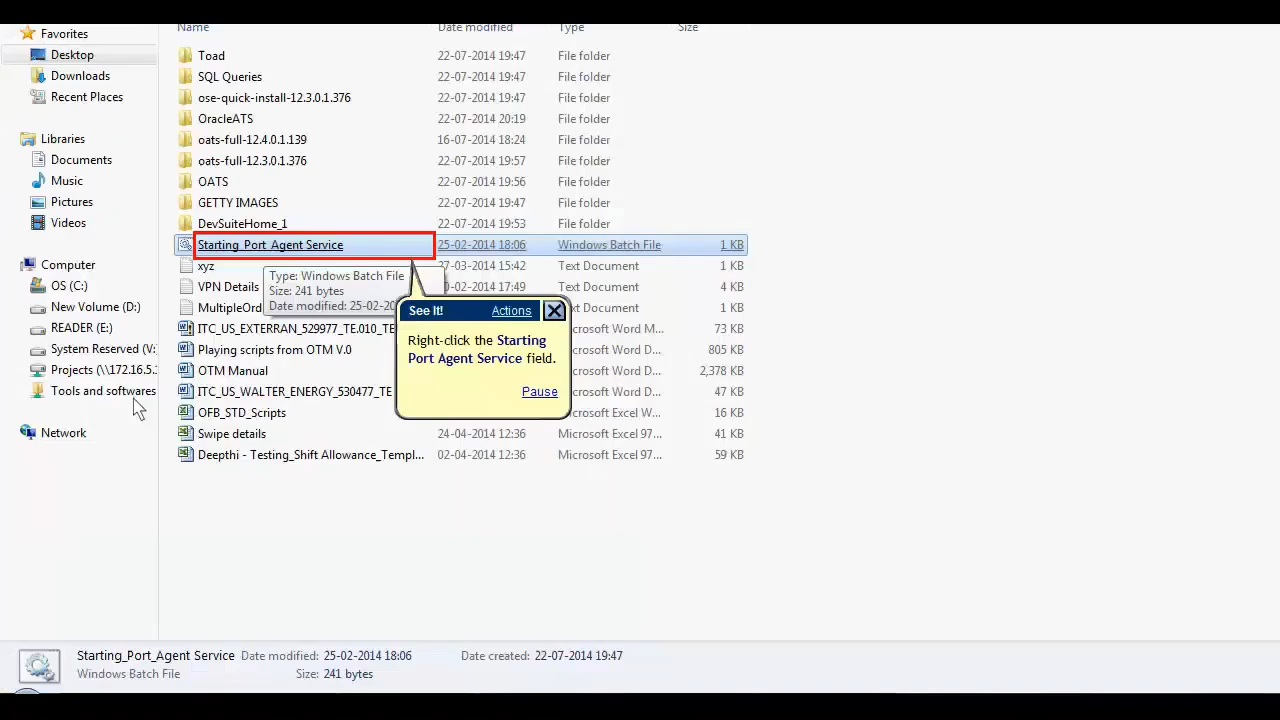 Name Date modified Type Size
Favorites
Desktop
Downloads
Recent Places
Libraries
Documents
Music
Pictures
Videos
Computer
OS (C:)
New Volume (D:)
READER (E:)
System Reserved (V:
Projects (\\172.16.5.
Tools and softwares
Network
Toad 22-07-2014 19:47 File folder
SQL Queries 22-07-2014 19:47 File folder
ose-quick-install-12.3.0.1.376 22-07-2014 19:47 File folder
OracleATS 22-07-2014 20:19 File folder
oats-full-12.4.0.1.139 16-07-2014 18:24 File folder
oats-full-12.3.0.1.376 22-07-2014 19:57 File folder
OATS 22-07-2014 19:56 File folder
GETTY IMAGES 22-07-2014 19:47 File folder
DevSuiteHome_1 22-07-2014 19:53 File folder
Starting_Port_Agent Service 25-02-2014 18:06 Windows Batch File 1 KB
xyz 27-03-2014 15:42 Text Document 1 KB
VPN Details 0-02-2014 17:49 Text Document 2 KB
MultipleOrd Text Document 1 KB
ITC_US_EXTERRAN_529977_TE.010_TE icrosoft Word M... 73 KB
Playing scripts from OTM V.0 icrosoft Word D... 805 KB
OTM Manual icrosoft Word D... 2,378 KB
ITC_US_WALTER_ENERGY_530477_TE icrosoft Word D... 47 KB
OFB_STD_Scripts icrosoft Excel W... 16 KB
Swipe details 24-04-2014 12:36 Microsoft Excel 97... 41 KB
Deepthi - Testing_Shift Allowance_Templ... 02-04-2014 12:36 Microsoft Excel 97... 59 KB
Type: Windows Batch File
Size: 241 bytes
Date modified: 25-02-20
See It! Actions
Right-click the Starting
Port Agent Service field.
Pause
Starting_Port_Agent Service Date modified: 25-02-2014 18:06 Date created: 22-07-2014 19:47
Windows Batch File Size: 241 bytes